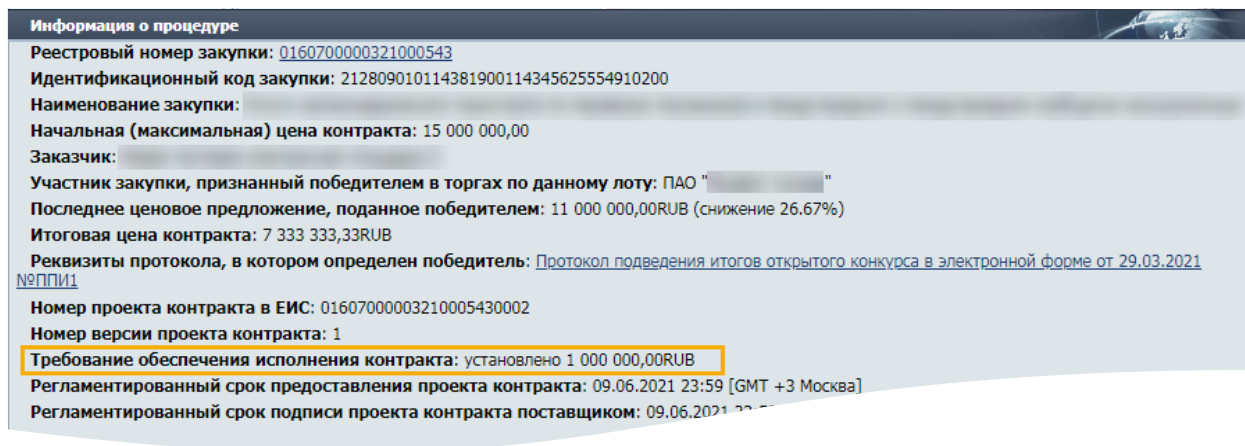 Информация о процедуре
Реестровый номер закупки: 0160700000321000543
Идентификационный код закупки: 212809010114381900114345625554910200
Наименование закупки:
Начальная (максимальная) цена контракта: 15 000 000,00
Заказчик:
Участник закупки, признанный победителем в торгах по данному лоту: ПАО " "
Последнее ценовое предложение, поданное победителем: 11 000 000,00RUB (снижение 26.67%)
Итоговая цена контракта: 7 333 333,33RUB
Реквизиты протокола, в котором определен победитель: Протокол подведения итогов открытого конкурса в электронной форме от 29.03.2021
№ППИ1
Номер проекта контракта в ЕИС: 01607000003210005430002
Номер версии проекта контракта: 1
Требование обеспечения исполнения контракта: установлено 1 000 000,00RUB
Регламентированный срок предоставления проекта контракта: 09.06.2021 23:59 [GMT +3 Москва]
Регламентированный срок подписи проекта контракта поставщиком: 09.06.2021